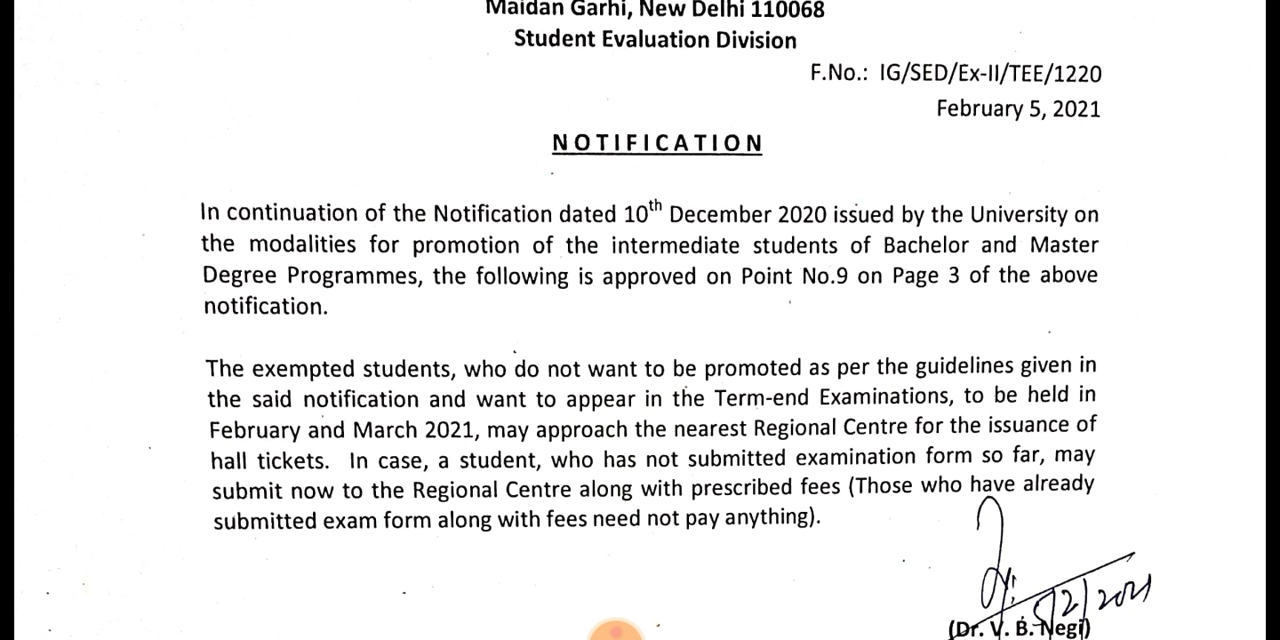 Maidan Garhi, New Delhi 110068
Student Evaluation Division
F.No.: IG/SED/Ex-II/TEE/1220
February 5, 2021
NOTIFICATION
In continuation of the Notification dated 10th December 2020 issued by the University on
the modalities for promotion of the intermediate students of Bachelor and Master
Degree Programmes, the following is approved on Point No.9 on Page 3 of the above
notification.
The exempted students, who do not want to be promoted as per the guidelines given in
the said notification and want to appear in the Term-end Examinations, to be held in
February and March 2021, may approach the nearest Regional Centre for the issuance of
hall tickets. In case, a student, who has not submitted examination form so far, may
submit now to the Regional Centre along with prescribed fees (Those who have already
submitted exam form along with fees need not pay anything).
5/2/2021
(Dr. V. B. Negi)